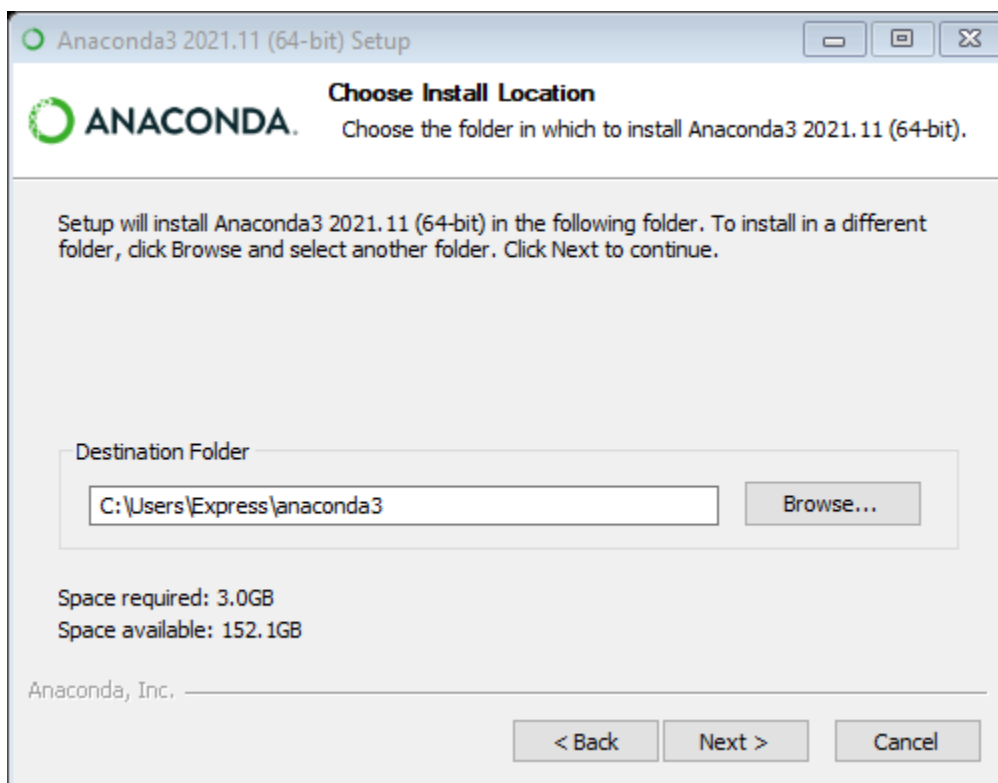 Anaconda3 2021.11 (64-bit) Setup
ANACONDA.
Choose Install Location
Choose the folder in which to install Anaconda3 2021.11 (64-bit).
Setup will install Anaconda3 2021.11 (64-bit) in the following folder. To install in a different
folder, click Browse and select another folder. Click Next to continue.
Destination Folder
C:\Users\Express\anaconda3
Browse...
Space required: 3.0GB
Space available: 152.1GB
Anaconda, Inc.
< Back
Next >
Cancel